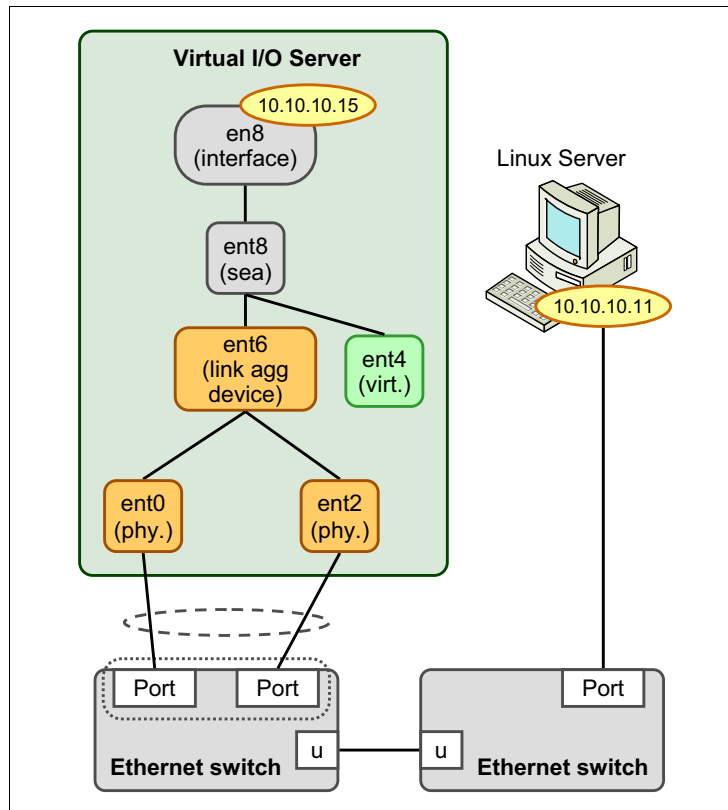 Virtual I/O Server
10.10.10.15
en8
(interface)
Linux Server
ent8
(sea)
10.10.10.11
ent6
(link agg
device)
ent4
(virt.)
ent0
(phy.)
ent2
(phy.)
Port
Port
Port
u
u
Ethernet switch
Ethernet switch